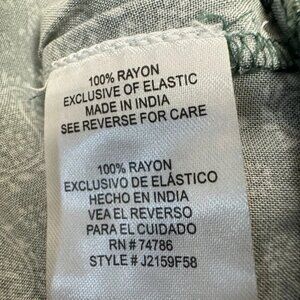 100% RAYON
EXCLUSIVE OF ELASTIC
MADE IN INDIA
SEE REVERSE FOR CARE
100% RAYON
EXCLUSIVO DE ELÁSTICO
HECHO EN INDIA
VEA EL REVERSO
PARA EL CUIDADO
RN # 74786
STYLE # J2159F58